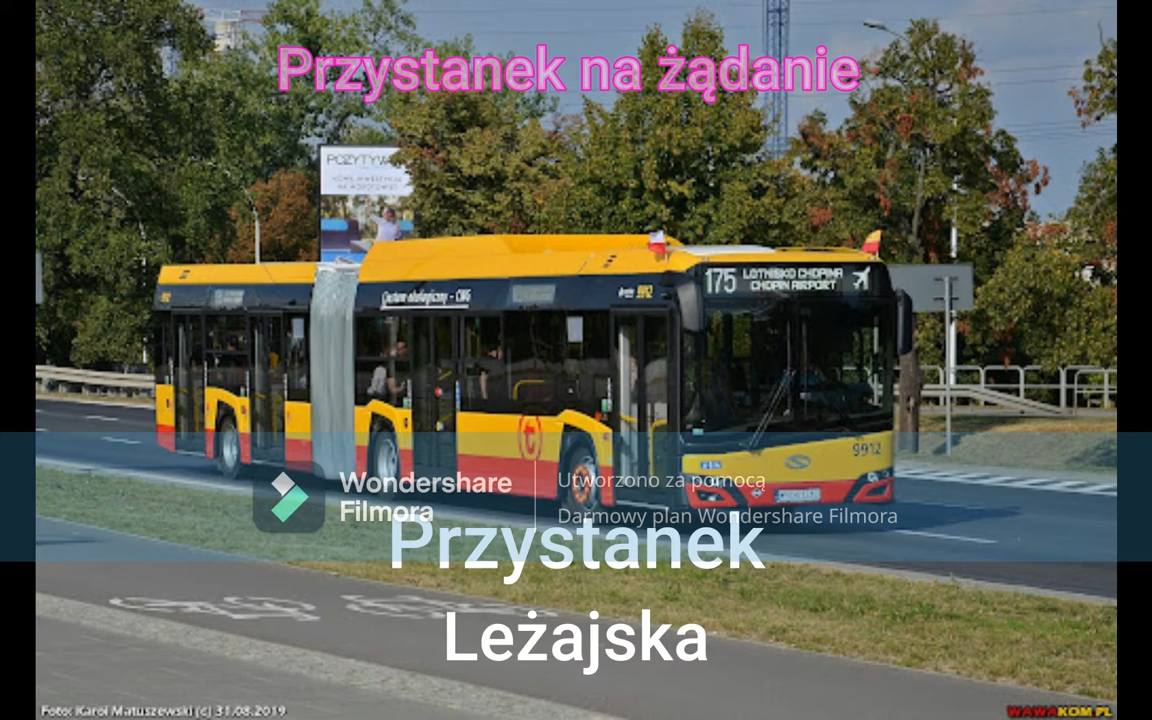 Przystanek na żądanie
POZYTYW
175 LOTNISKO CHOPINA
CHOPIN AIRPORT
9912
Wondershare
Filmora
Utworzono za pomocą
Darmowy plan Wondershare Filmora
Przystanek
Leżajska
Foto: Karol Matuszewski (c) 31.08.2019
WAWAKOM.PL